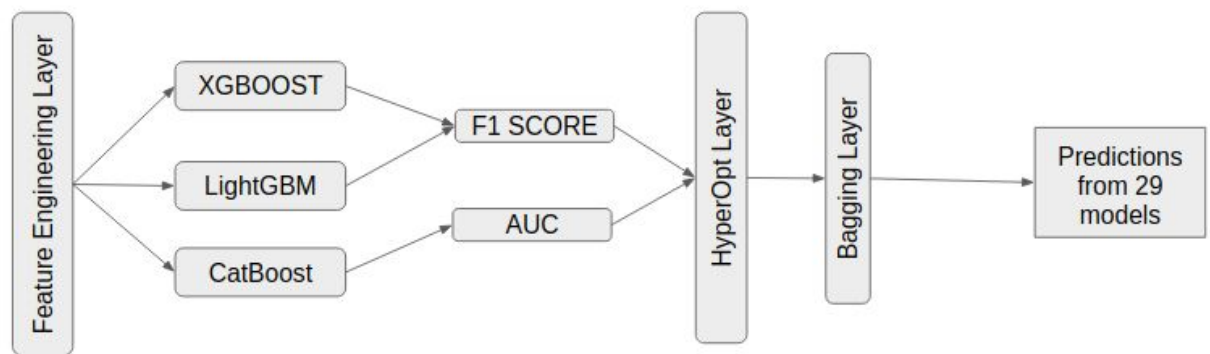 Feature Engineering Layer
XGBOOST
LightGBM
CatBoost
F1 SCORE
AUC
HyperOpt Layer
Bagging Layer
Predictions
from 29
models